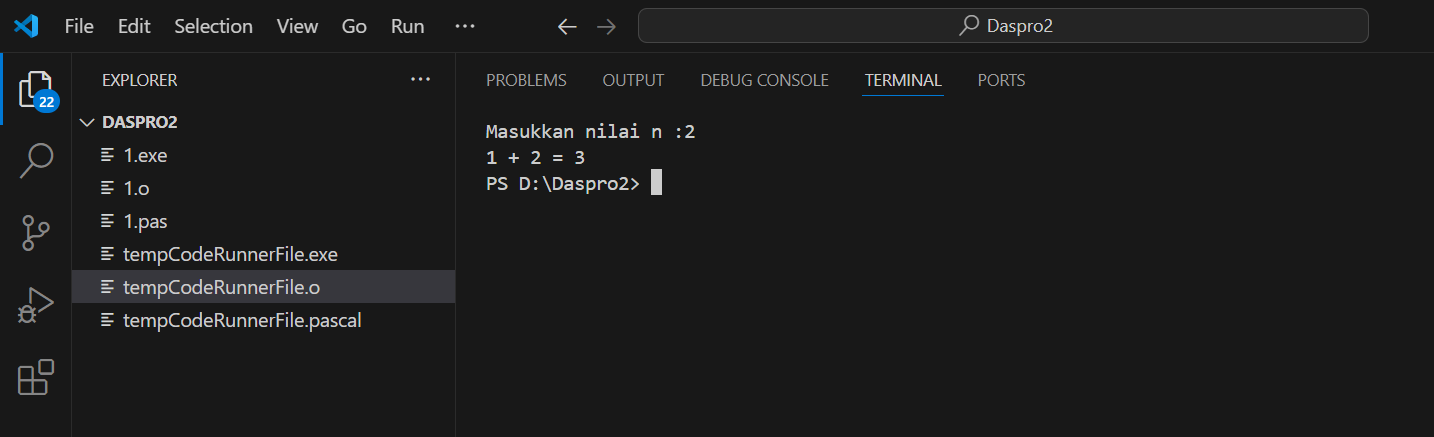 File Edit Selection View Go Run ···
Daspro2
22
EXPLORER ···
DASPRO2
1.exe
1.o
1.pas
tempCodeRunnerFile.exe
tempCodeRunnerFile.o
tempCodeRunnerFile.pascal
PROBLEMS OUTPUT DEBUG CONSOLE TERMINAL PORTS
Masukkan nilai n :2
1 + 2 = 3
PS D:\Daspro2>